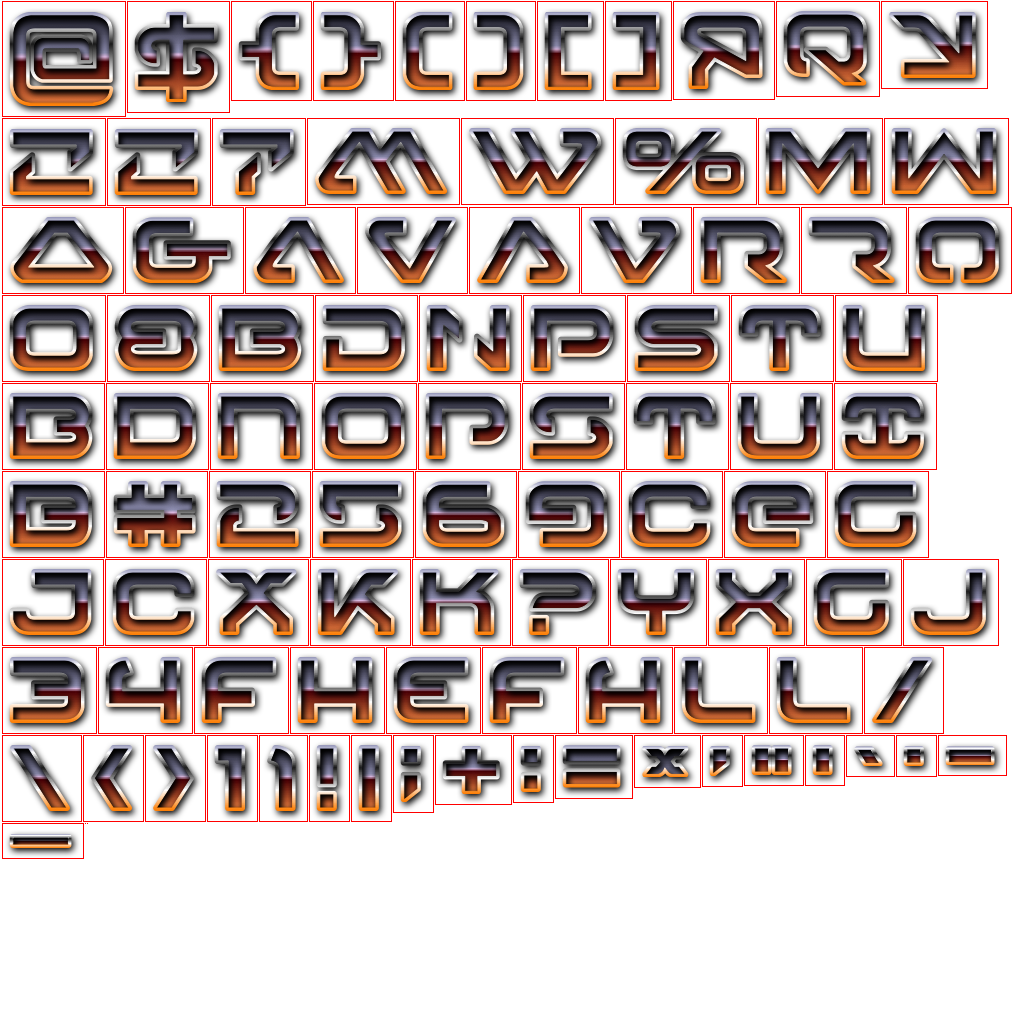 @ $ { } ( ) [ ] Я Q
Z Z 7 M W % M W
G A V A V R R O
O 8 B D N P S T U
B D N O P S T U
B # 2 5 6 9 C e G
J C X K K ? Y X G J
3 4 F H E F H L L /
\ < > 1 1 ! | ; + : = x , " ' ` . -
_